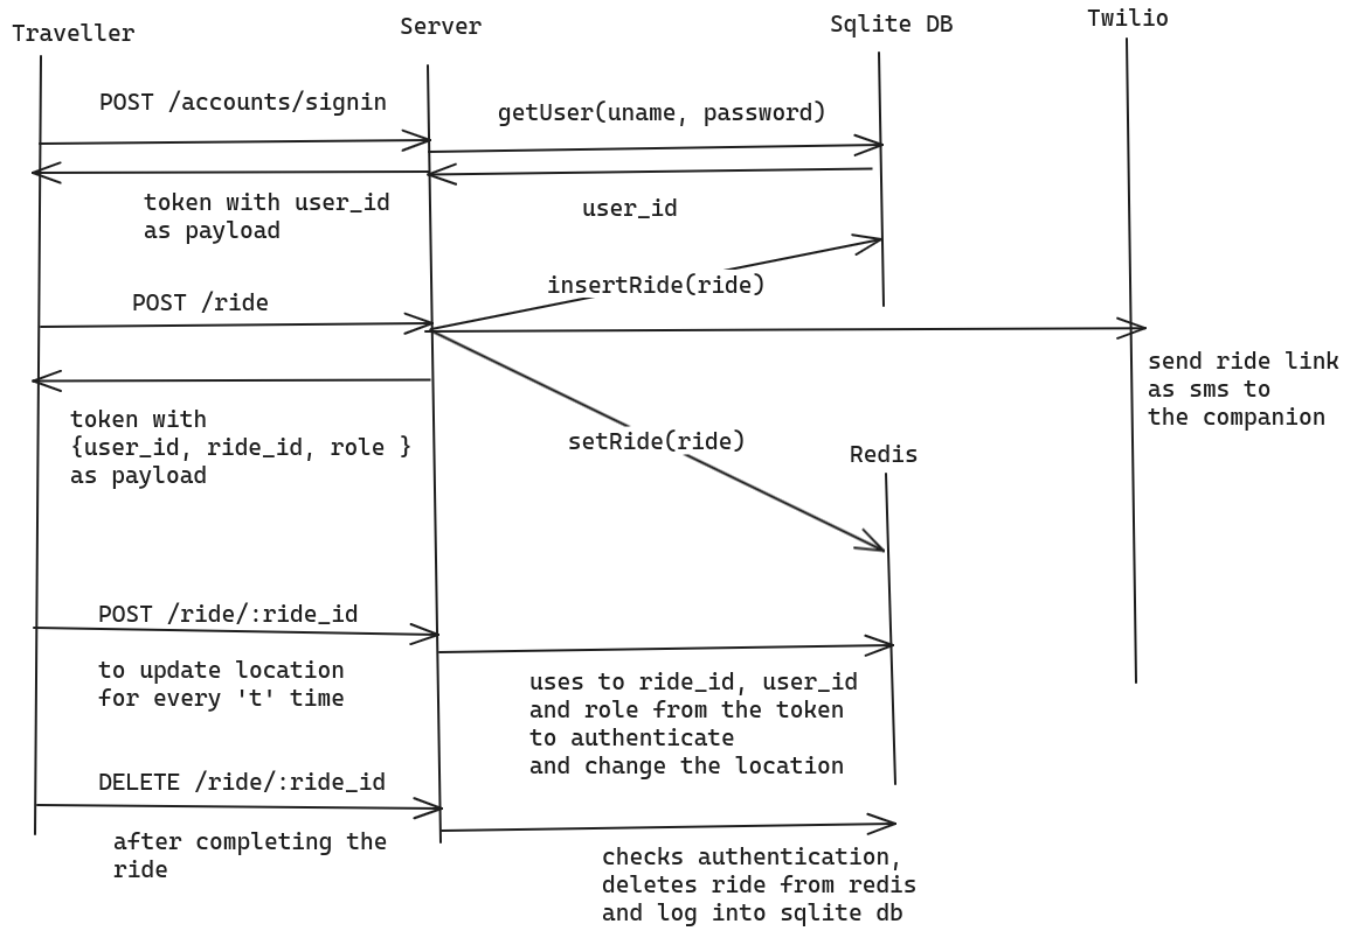 Traveller
Server
Sqlite DB
Twilio
POST /accounts/signin
getUser(uname, password)
token with user_id
as payload
user_id
insertRide(ride)
POST /ride
send ride link
as sms to
the companion
token with
{user_id, ride_id, role }
as payload
setRide(ride)
Redis
POST /ride/:ride_id
to update location
for every 't' time
uses to ride_id, user_id
and role from the token
to authenticate
and change the location
DELETE /ride/:ride_id
after completing the
ride
checks authentication,
deletes ride from redis
and log into sqlite db